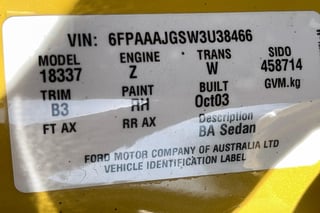 VIN: 6FPAAAJGSW3U38466
MODEL ENGINE TRANS SIDO
18337 Z W 458714
TRIM PAINT BUILT GVM.kg
B3 RH Oct03
FT AX RR AX Description
BA Sedan
FORD MOTOR COMPANY OF AUSTRALIA LTD
VEHICLE IDENTIFICATION LABEL